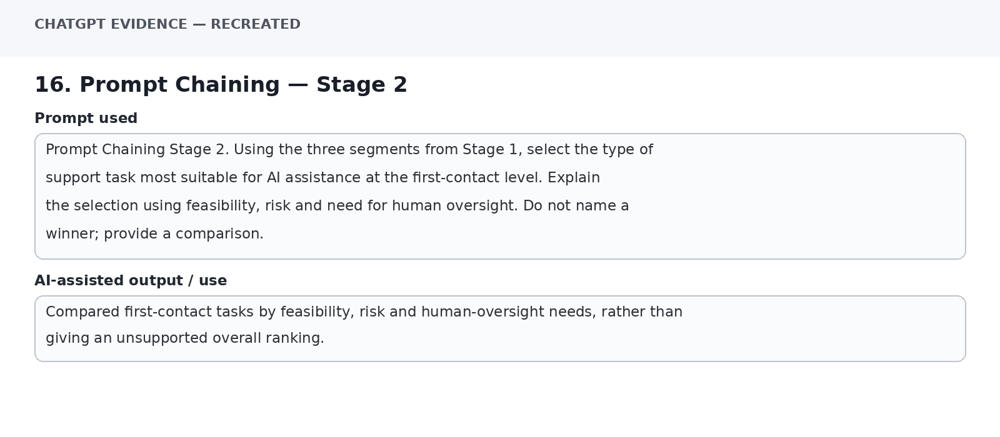 CHATGPT EVIDENCE — RECREATED
16. Prompt Chaining — Stage 2
Prompt used
Prompt Chaining Stage 2. Using the three segments from Stage 1, select the type of
support task most suitable for AI assistance at the first-contact level. Explain
the selection using feasibility, risk and need for human oversight. Do not name a
winner; provide a comparison.
AI-assisted output / use
Compared first-contact tasks by feasibility, risk and human-oversight needs, rather than
giving an unsupported overall ranking.